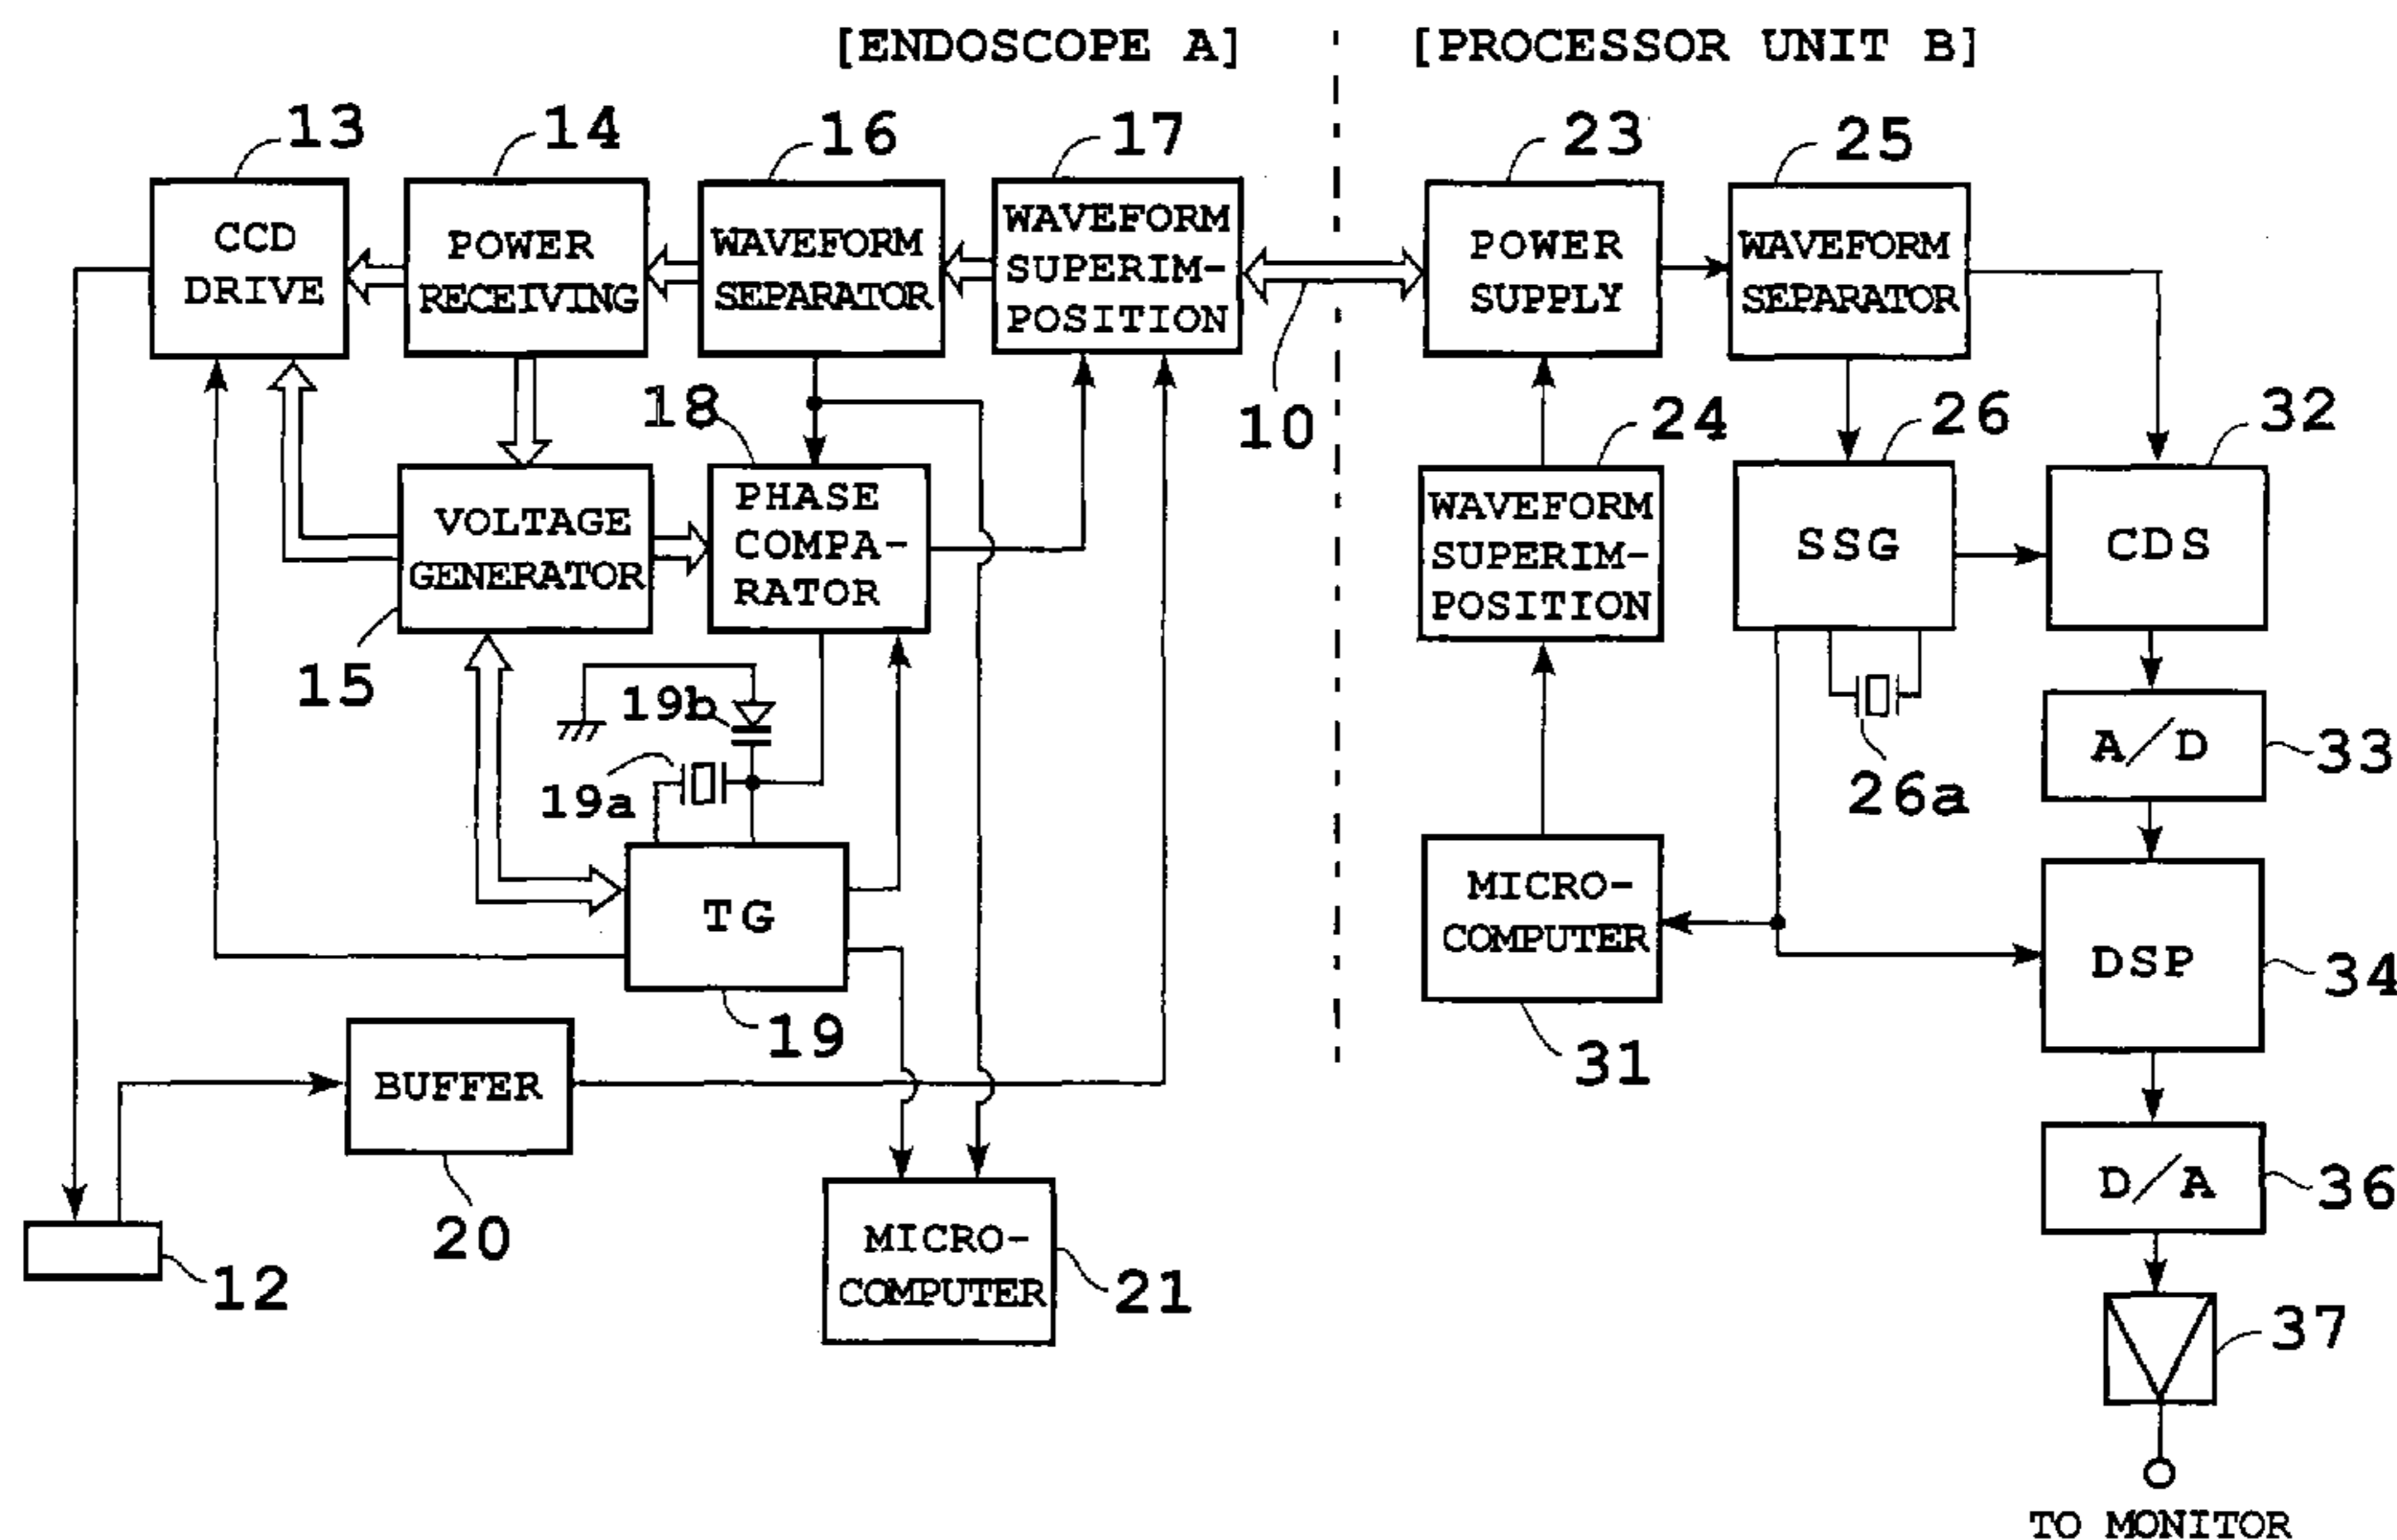 [ENDOSCOPE A]
[PROCESSOR UNIT B]
13
14
16
17
23
25
CCD
DRIVE
POWER
RECEIVING
WAVEFORM
SEPARATOR
WAVEFORM
SUPERIM-
POSITION
POWER
SUPPLY
WAVEFORM
SEPARATOR
18
10
24
26
32
VOLTAGE
GENERATOR
PHASE
COMPA-
RATOR
WAVEFORM
SUPERIM-
POSITION
SSG
CDS
15
19b
19a
26a
A/D
33
TG
19
MICRO-
COMPUTER
31
DSP
34
BUFFER
20
12
MICRO-
COMPUTER
21
D/A
36
37
TO MONITOR